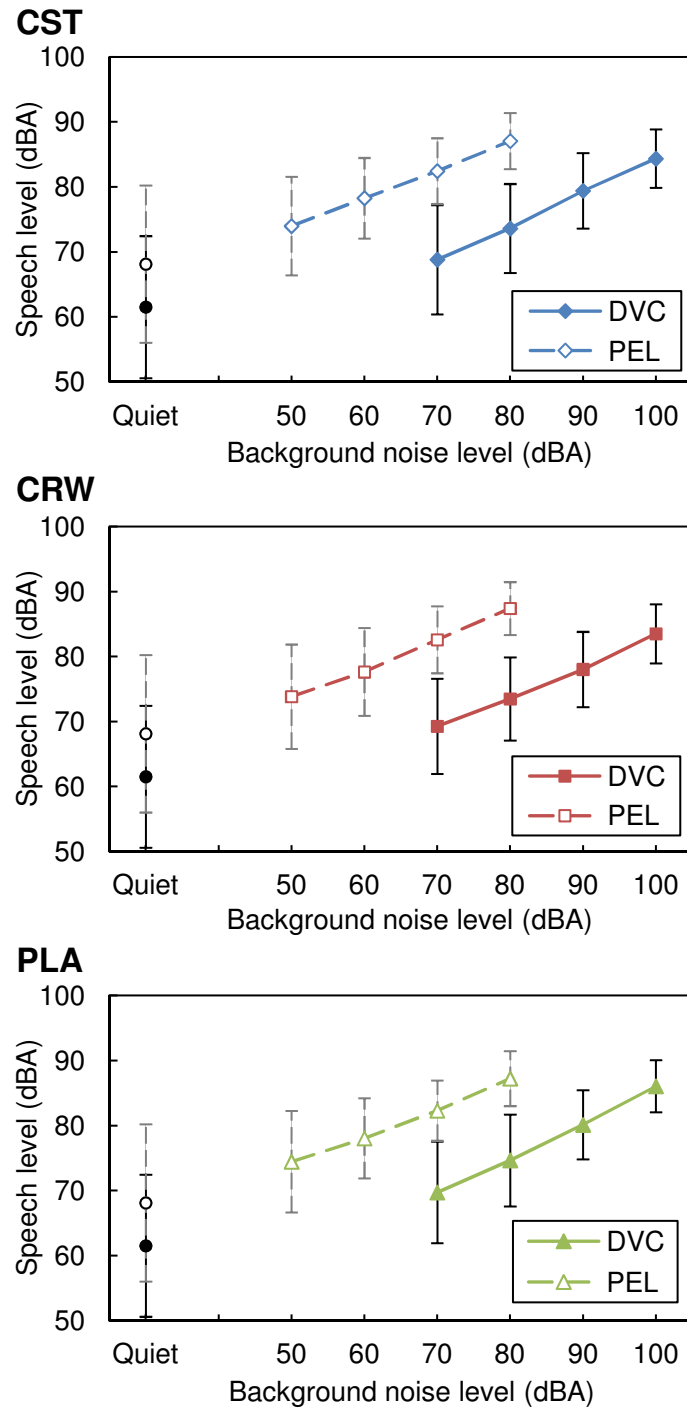 CST
100
90
80
70
60
50
Speech level (dBA)
DVC
PEL
Quiet 50 60 70 80 90 100
Background noise level (dBA)
CRW
100
90
80
70
60
50
Speech level (dBA)
DVC
PEL
Quiet 50 60 70 80 90 100
Background noise level (dBA)
PLA
100
90
80
70
60
50
Speech level (dBA)
DVC
PEL
Quiet 50 60 70 80 90 100
Background noise level (dBA)